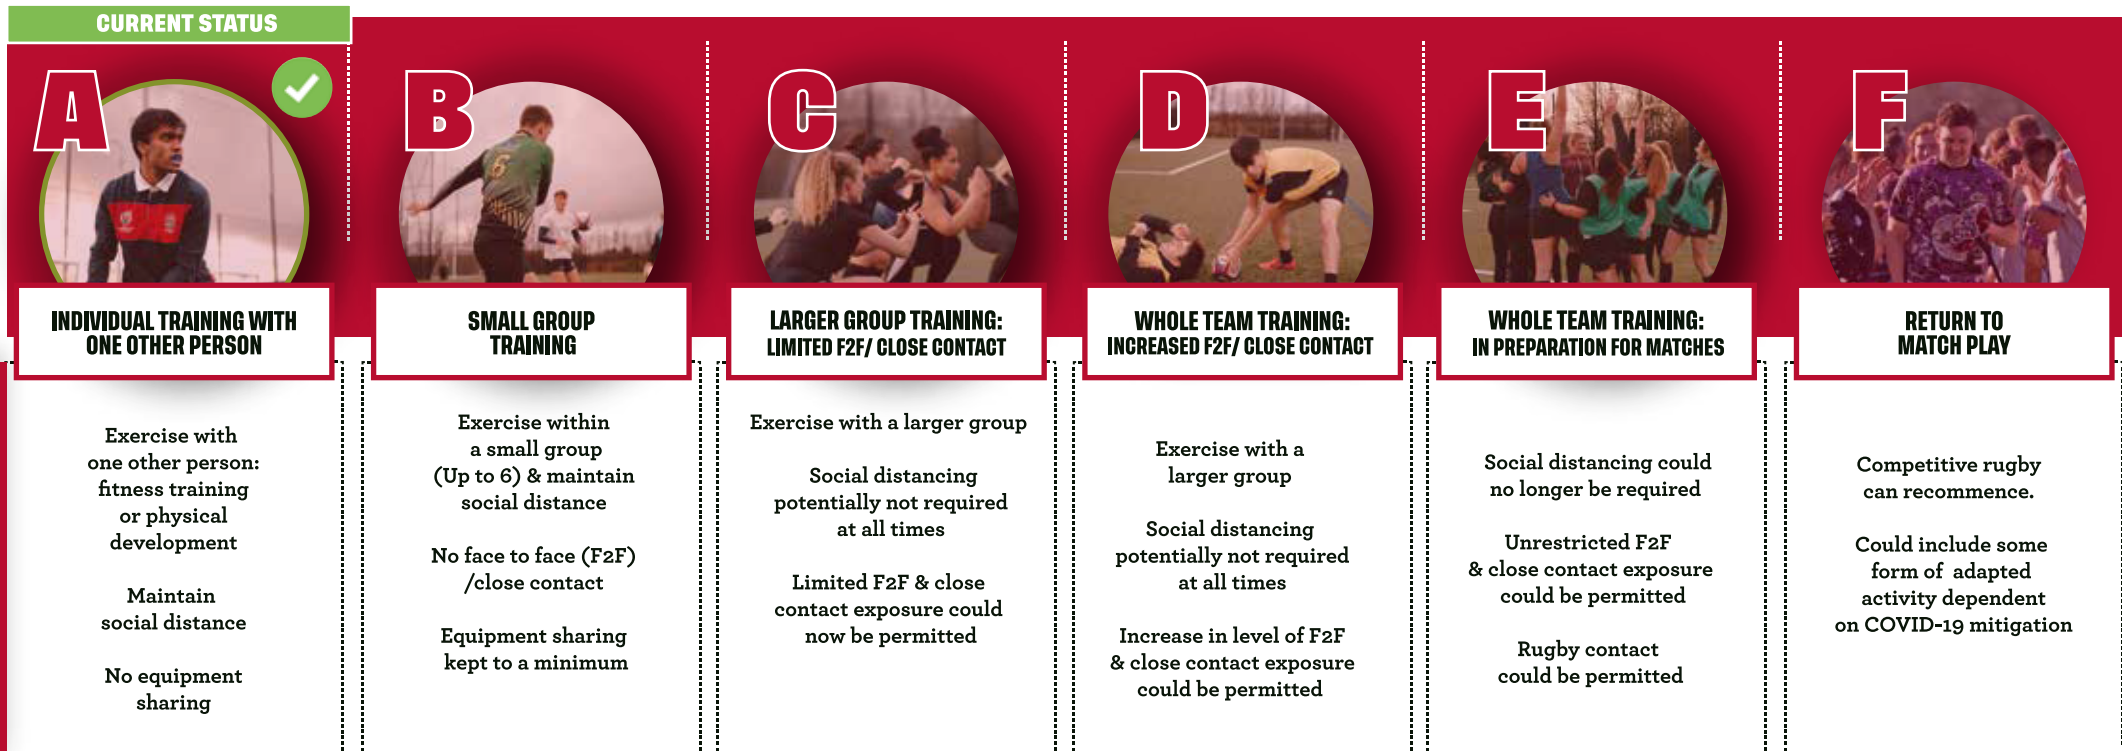 CURRENT STATUS
A
INDIVIDUAL TRAINING WITH
ONE OTHER PERSON
Exercise with
one other person:
fitness training
or physical
development
Maintain
social distance
No equipment
sharing
B
6
SMALL GROUP
TRAINING
Exercise within
a small group
(Up to 6) & maintain
social distance
No face to face (F2F)
/close contact
Equipment sharing
kept to a minimum
C
LARGER GROUP TRAINING:
LIMITED F2F/ CLOSE CONTACT
Exercise with a larger group
Social distancing
potentially not required
at all times
Limited F2F & close
contact exposure could
now be permitted
D
WHOLE TEAM TRAINING:
INCREASED F2F/ CLOSE CONTACT
Exercise with a
larger group
Social distancing
potentially not required
at all times
Increase in level of F2F
& close contact exposure
could be permitted
E
WHOLE TEAM TRAINING:
IN PREPARATION FOR MATCHES
Social distancing could
no longer be required
Unrestricted F2F
& close contact exposure
could be permitted
Rugby contact
could be permitted
F
RETURN TO
MATCH PLAY
Competitive rugby
can recommence.
Could include some
form of adapted
activity dependent
on COVID-19 mitigation